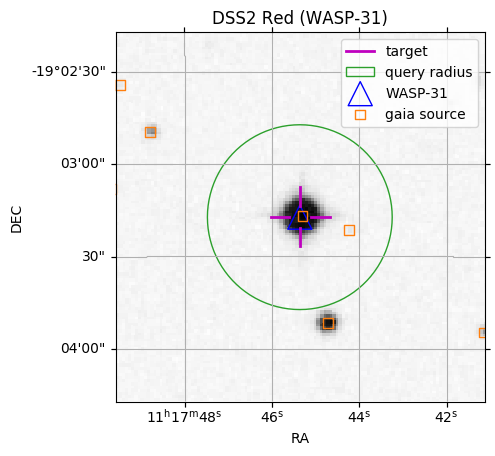 DSS2 Red (WASP-31)
target
query radius
WASP-31
gaia source
-19°02'30"
03'00"
30"
04'00"
DEC
11ʰ17ᵐ48ˢ
46ˢ
44ˢ
42ˢ
RA